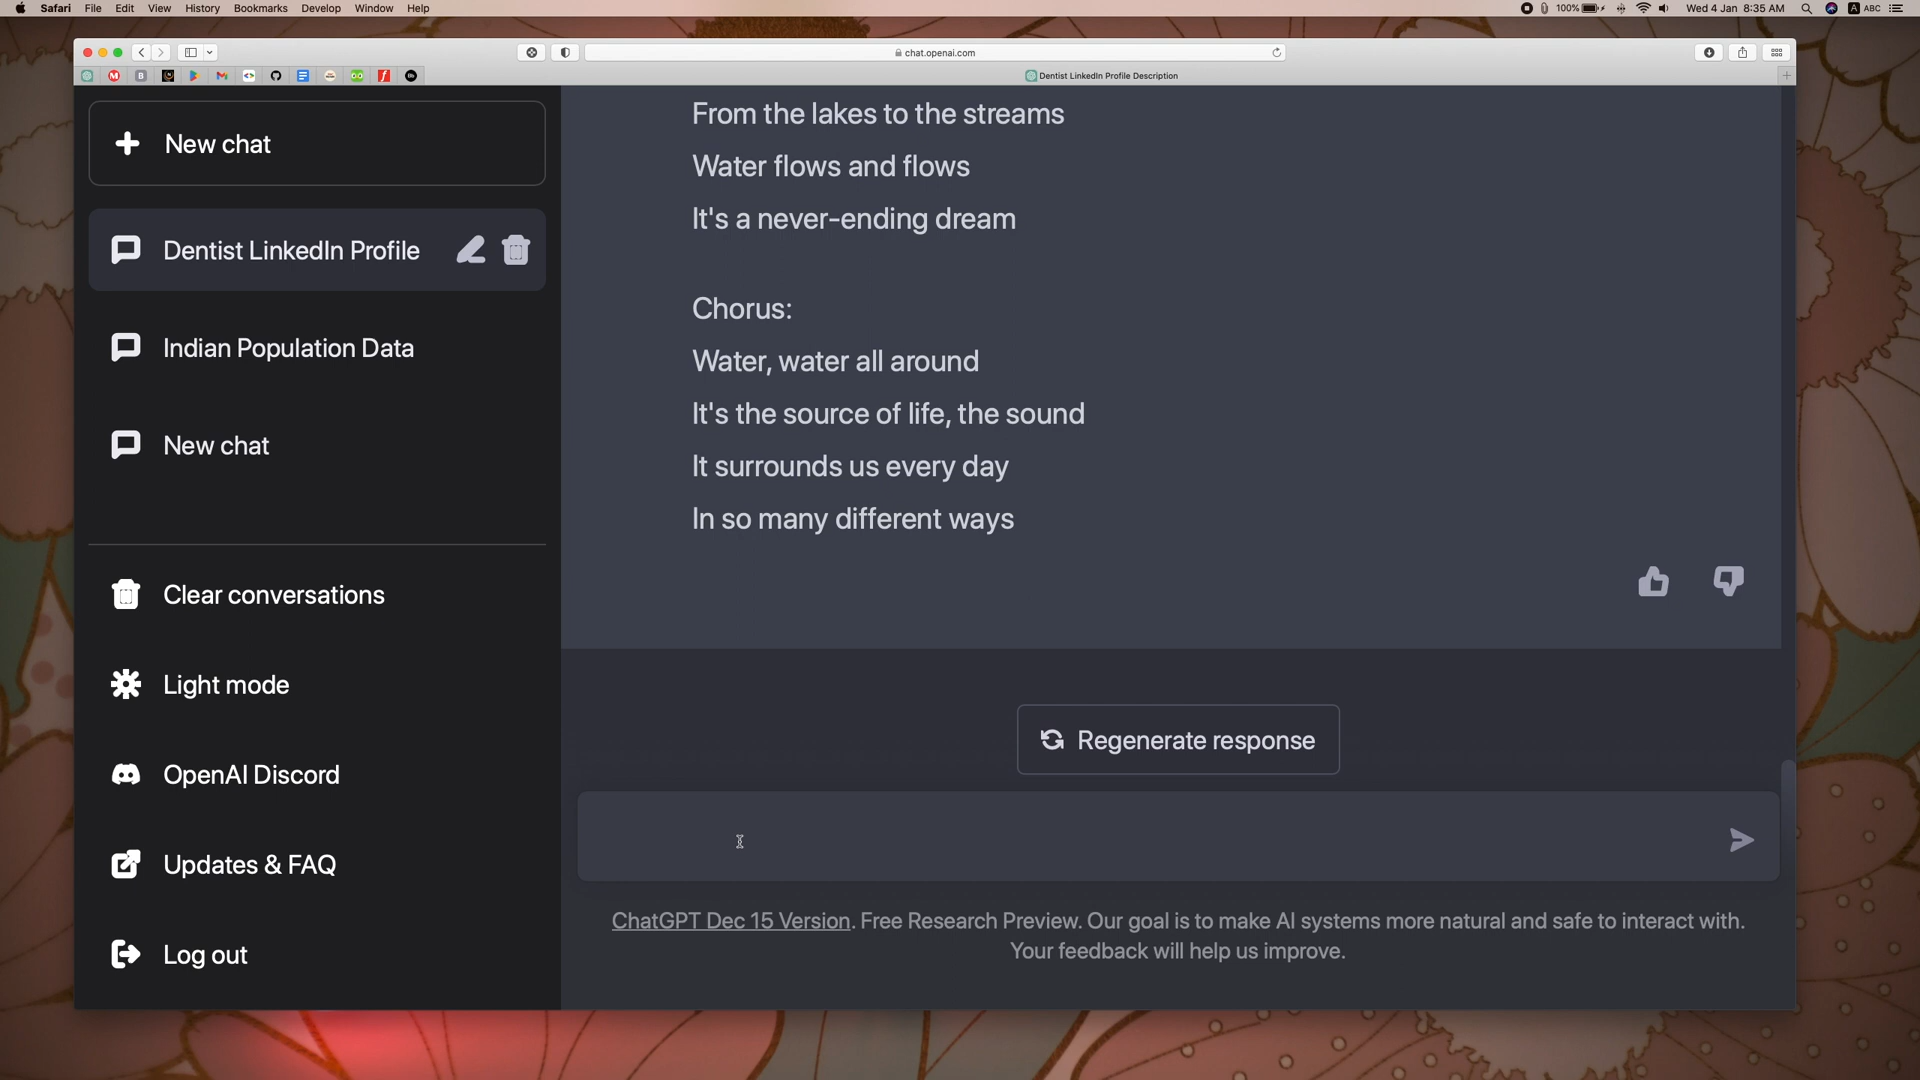 Safari File Edit View History Bookmarks Develop Window Help
100% ABC Wed 4 Jan 8:35 AM
chat.openai.com
Dentist LinkedIn Profile Description
New chat
Dentist LinkedIn Profile
Indian Population Data
New chat
Clear conversations
Light mode
OpenAI Discord
Updates & FAQ
Log out
From the lakes to the streams
Water flows and flows
It's a never-ending dream
Chorus:
Water, water all around
It's the source of life, the sound
It surrounds us every day
In so many different ways
Regenerate response
ChatGPT Dec 15 Version. Free Research Preview. Our goal is to make AI systems more natural and safe to interact with.
Your feedback will help us improve.